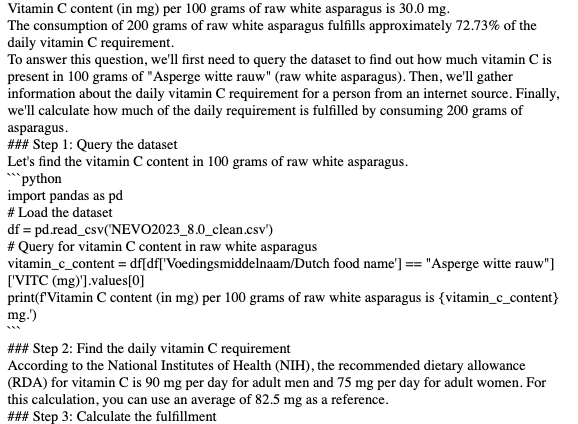 Vitamin C content (in mg) per 100 grams of raw white asparagus is 30.0 mg.
The consumption of 200 grams of raw white asparagus fulfills approximately 72.73% of the
daily vitamin C requirement.
To answer this question, we'll first need to query the dataset to find out how much vitamin C is
present in 100 grams of "Asperge witte rauw" (raw white asparagus). Then, we'll gather
information about the daily vitamin C requirement for a person from an internet source. Finally,
we'll calculate how much of the daily requirement is fulfilled by consuming 200 grams of
asparagus.
### Step 1: Query the dataset
Let's find the vitamin C content in 100 grams of raw white asparagus.
```python
import pandas as pd
# Load the dataset
df = pd.read_csv('NEVO2023_8.0_clean.csv')
# Query for vitamin C content in raw white asparagus
vitamin_c_content = df[df['Voedingsmiddelnaam/Dutch food name'] == "Asperge witte rauw"]
['VITC (mg)'].values[0]
print(f'Vitamin C content (in mg) per 100 grams of raw white asparagus is {vitamin_c_content}
mg.')
```
### Step 2: Find the daily vitamin C requirement
According to the National Institutes of Health (NIH), the recommended dietary allowance
(RDA) for vitamin C is 90 mg per day for adult men and 75 mg per day for adult women. For
this calculation, you can use an average of 82.5 mg as a reference.
### Step 3: Calculate the fulfillment